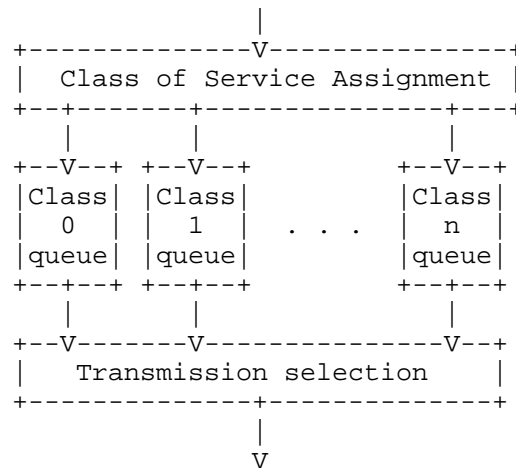 |
+--------------V---------------+
| Class of Service Assignment |
+--+-------+---------------+---+
| | |
+--V--+ +--V--+ +--V--+
|Class| |Class| |Class|
| 0 | | 1 | . . . | n |
|queue| |queue| |queue|
+--+--+ +--+--+ +--+--+
| | |
+--V-------V---------------V--+
| Transmission selection |
+--------------+--------------+
|
V